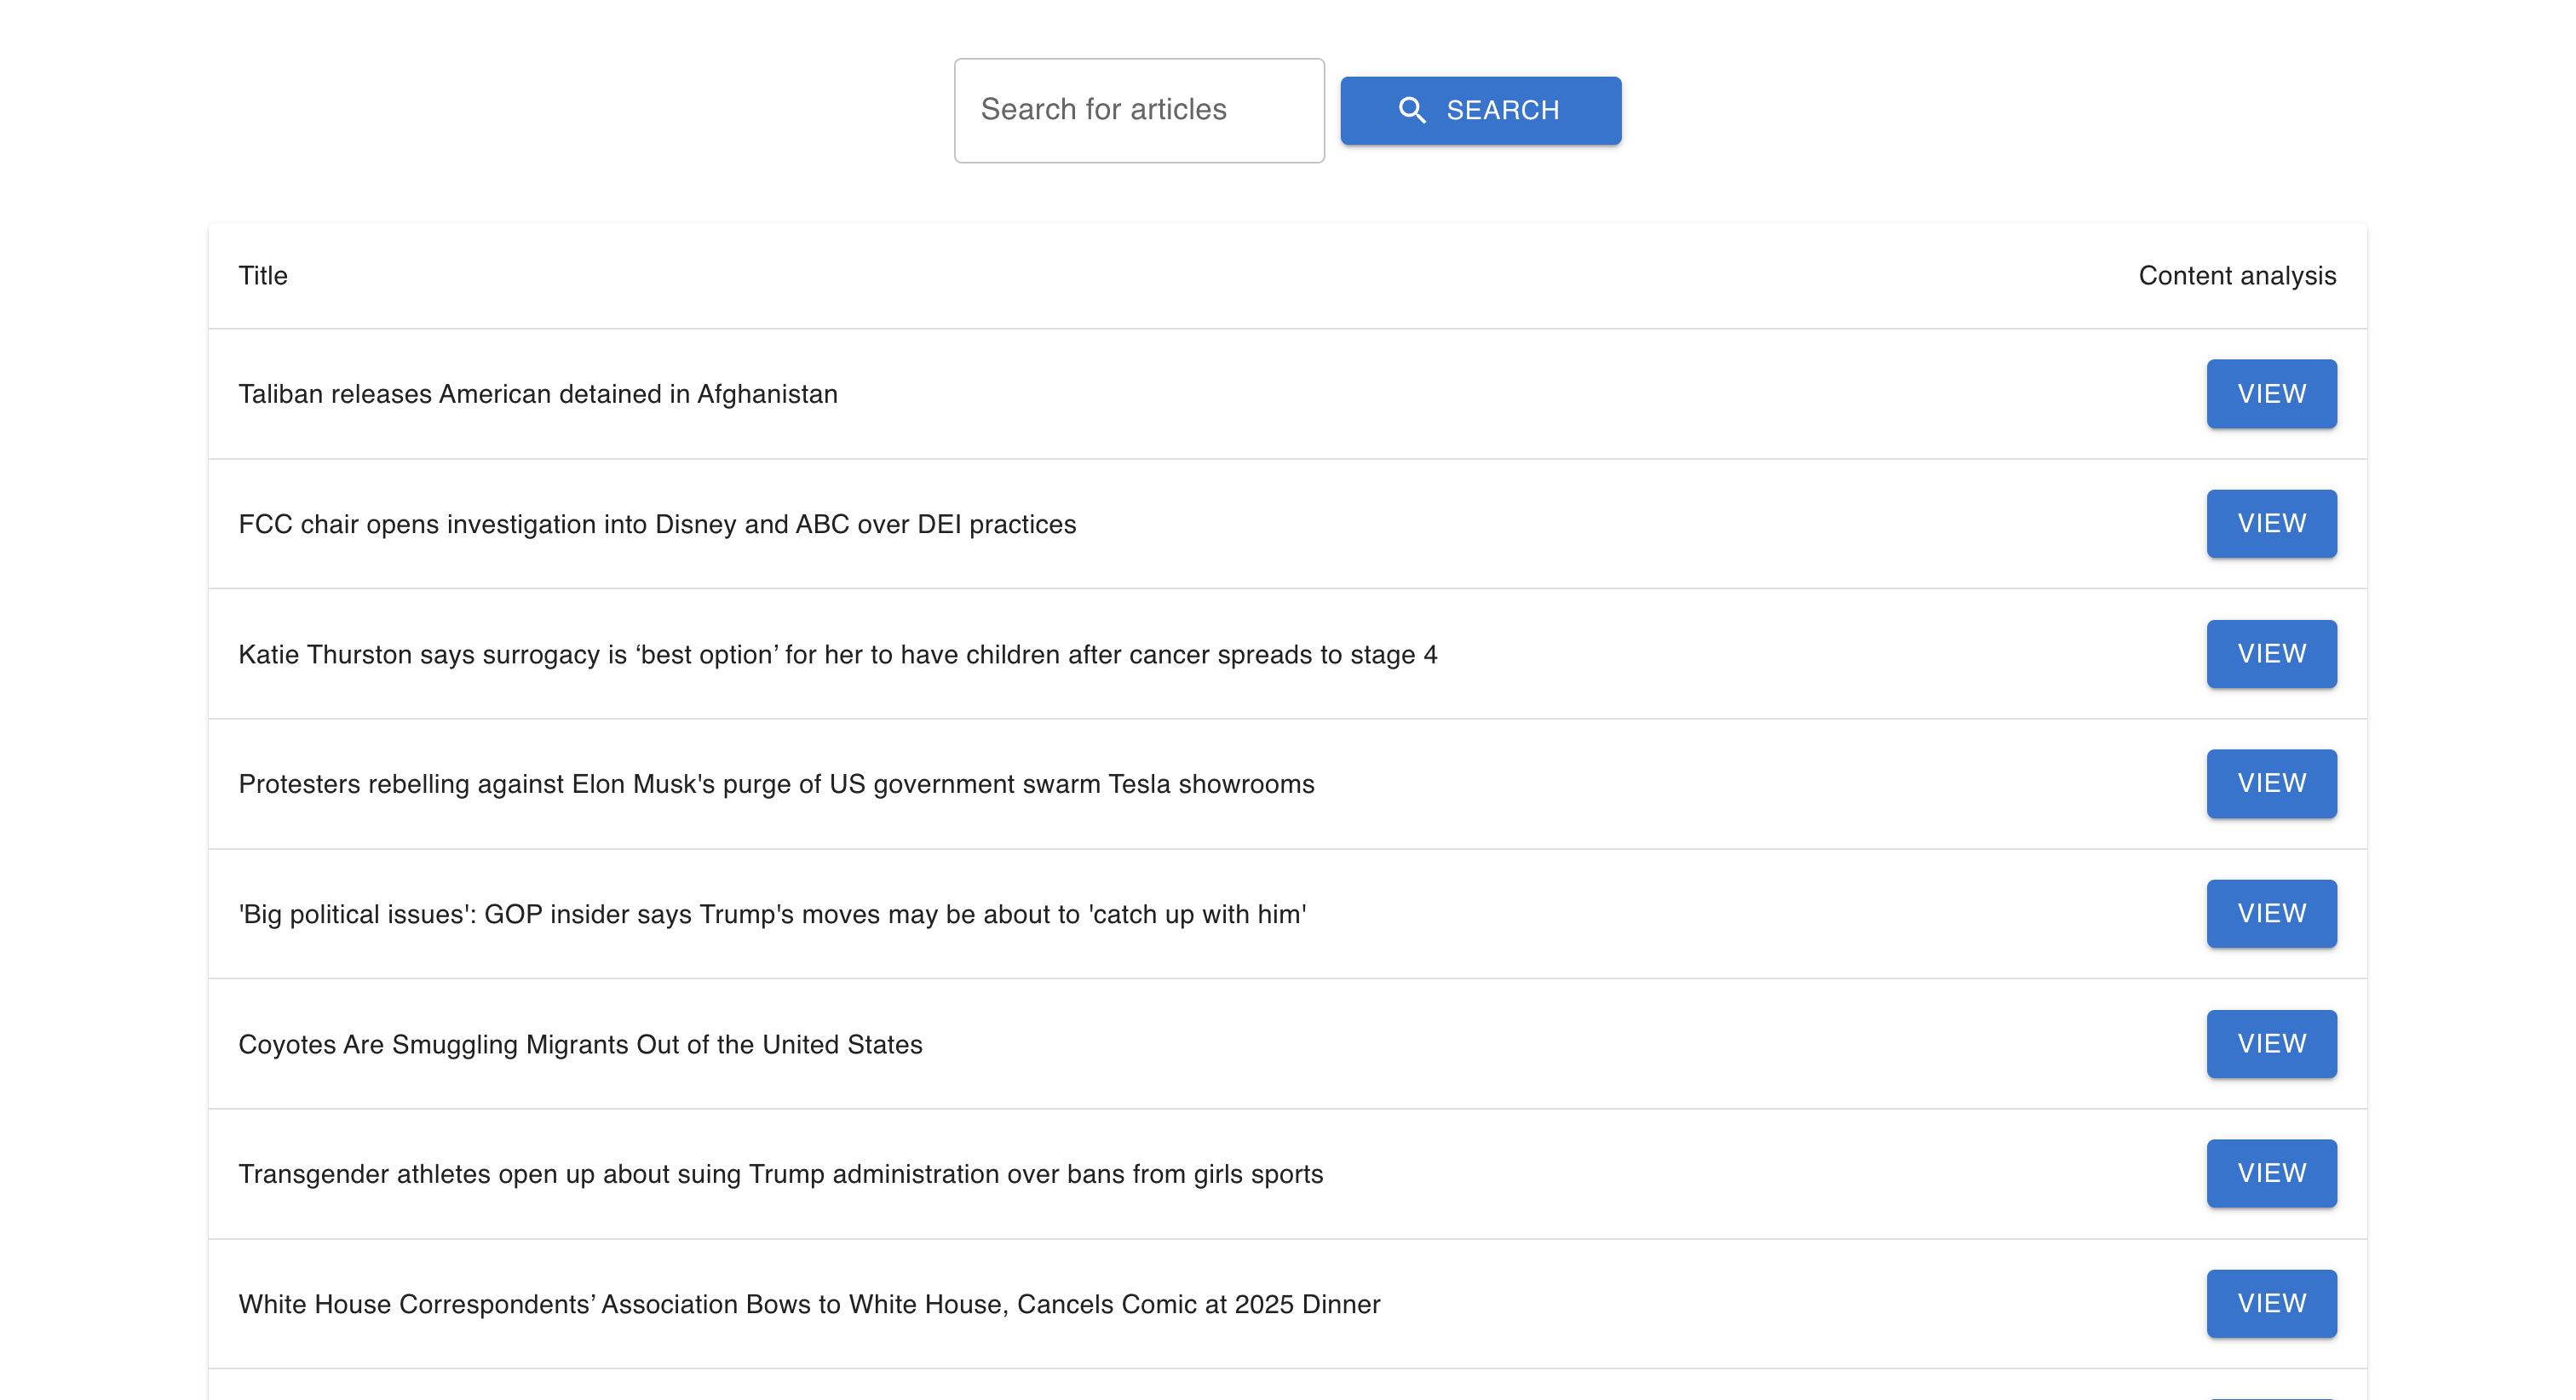 Search for articles
SEARCH
Title Content analysis
Taliban releases American detained in Afghanistan VIEW
FCC chair opens investigation into Disney and ABC over DEI practices VIEW
Katie Thurston says surrogacy is ‘best option’ for her to have children after cancer spreads to stage 4 VIEW
Protesters rebelling against Elon Musk's purge of US government swarm Tesla showrooms VIEW
'Big political issues': GOP insider says Trump's moves may be about to 'catch up with him' VIEW
Coyotes Are Smuggling Migrants Out of the United States VIEW
Transgender athletes open up about suing Trump administration over bans from girls sports VIEW
White House Correspondents’ Association Bows to White House, Cancels Comic at 2025 Dinner VIEW